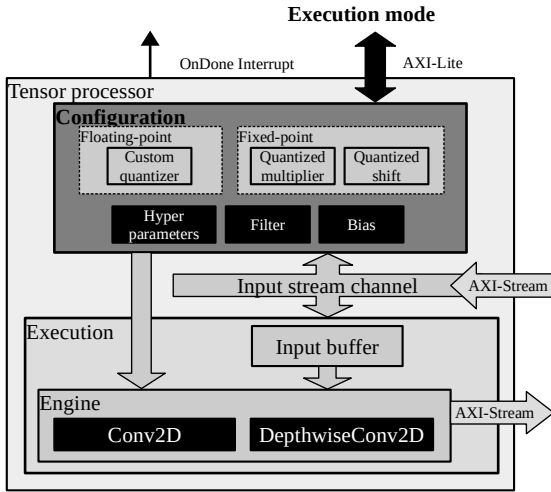 Execution mode
OnDone Interrupt
AXI-Lite
Tensor processor
Configuration
Floating-point
Fixed-point
Custom
quantizer
Quantized
multiplier
Quantized
shift
Hyper
parameters
Filter
Bias
Input stream channel
AXI-Stream
Execution
Input buffer
Engine
Conv2D
DepthwiseConv2D
AXI-Stream